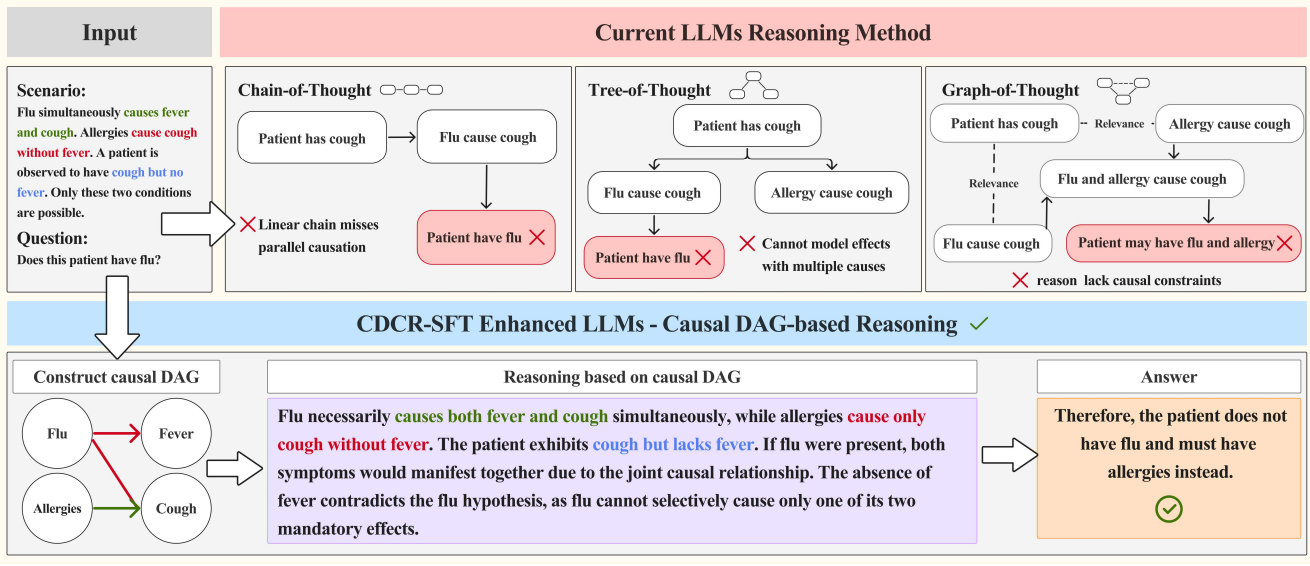 Input
Current LLMs Reasoning Method
Scenario:
Flu simultaneously causes fever
and cough. Allergies cause cough
without fever. A patient is
observed to have cough but no
fever. Only these two conditions
are possible.
Question:
Does this patient have flu?
Chain-of-Thought
Patient has cough
Flu cause cough
Linear chain misses
parallel causation
Patient have flu
Tree-of-Thought
Patient has cough
Flu cause cough
Allergy cause cough
Patient have flu
Cannot model effects
with multiple causes
Graph-of-Thought
Patient has cough
Relevance
Allergy cause cough
Flu and allergy cause cough
Relevance
Flu cause cough
Patient may have flu and allergy
reason lack causal constraints
CDCR-SFT Enhanced LLMs - Causal DAG-based Reasoning
Construct causal DAG
Flu
Fever
Allergies
Cough
Reasoning based on causal DAG
Flu necessarily causes both fever and cough simultaneously, while allergies cause only
cough without fever. The patient exhibits cough but lacks fever. If flu were present, both
symptoms would manifest together due to the joint causal relationship. The absence of
fever contradicts the flu hypothesis, as flu cannot selectively cause only one of its two
mandatory effects.
Answer
Therefore, the patient does not
have flu and must have
allergies instead.